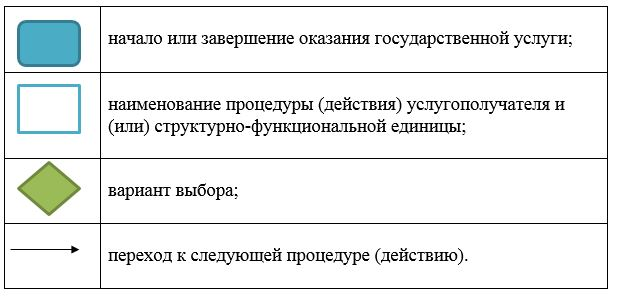 начало или завершение оказания государственной услуги;
наименование процедуры (действия) услугополучателя и
(или) структурно-функциональной единицы;
вариант выбора;
переход к следующей процедуре (действию).